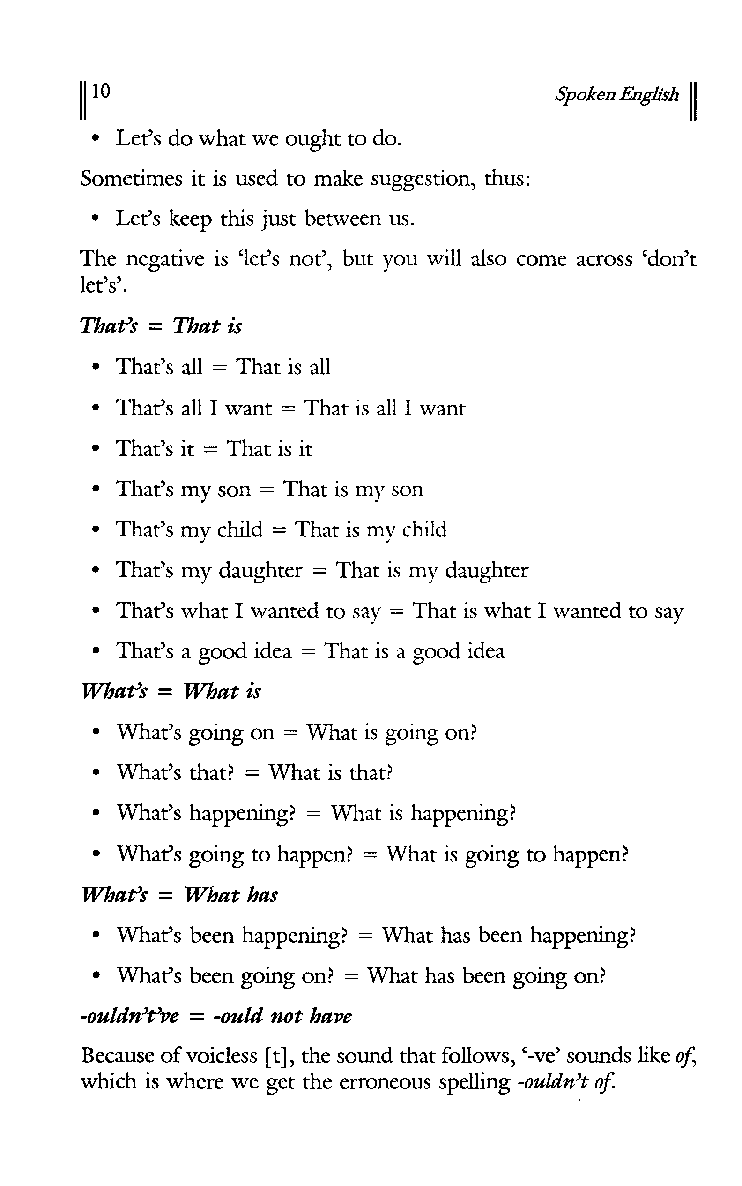 10 Spoken English
• Let's do what we ought to do.
Sometimes it is used to make suggestion, thus:
• Let's keep this just between us.
The negative is 'let's not', but you will also come across 'don't
let's'.
That's = That is
• That's all = That is all
• That's all I want = That is all I want
• That's it = That is it
• That's my son = That is my son
• That's my child = That is my child
• That's my daughter = That is my daughter
• That's what I wanted to say = That is what I wanted to say
• That's a good idea = That is a good idea
What's = What is
• What's going on = What is going on?
• What's that? = What is that?
• What's happening? = What is happening?
• What's going to happen? = What is going to happen?
What's = What has
• What's been happening? = What has been happening?
• What's been going on? = What has been going on?
-ouldn't've = -ould not have
Because of voicless [t], the sound that follows, '-ve' sounds like of,
which is where we get the erroneous spelling -ouldn't of.